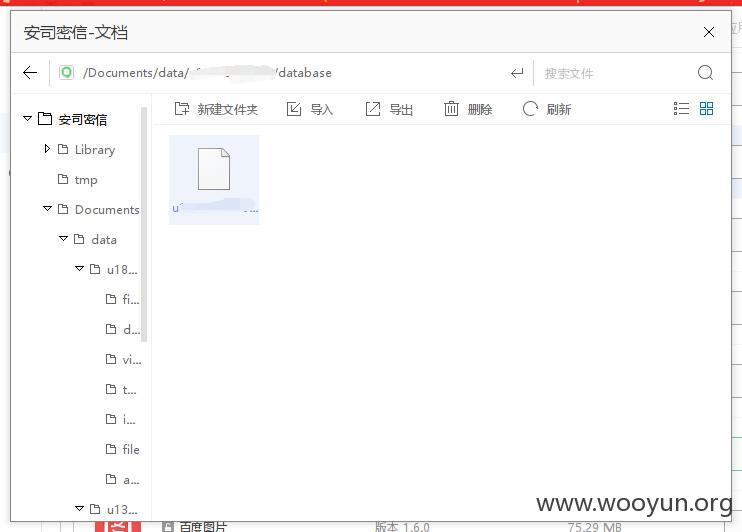 安司密信-文档
/Documents/data/ /database
搜索文件
新建文件夹 导入 导出 删除 刷新
安司密信
Library
tmp
Documents
data
u18...
fi...
d...
vi...
t...
i...
file
a...
u13...
百度图片 版本 1.6.0 75.29 MB
www.wooyun.org